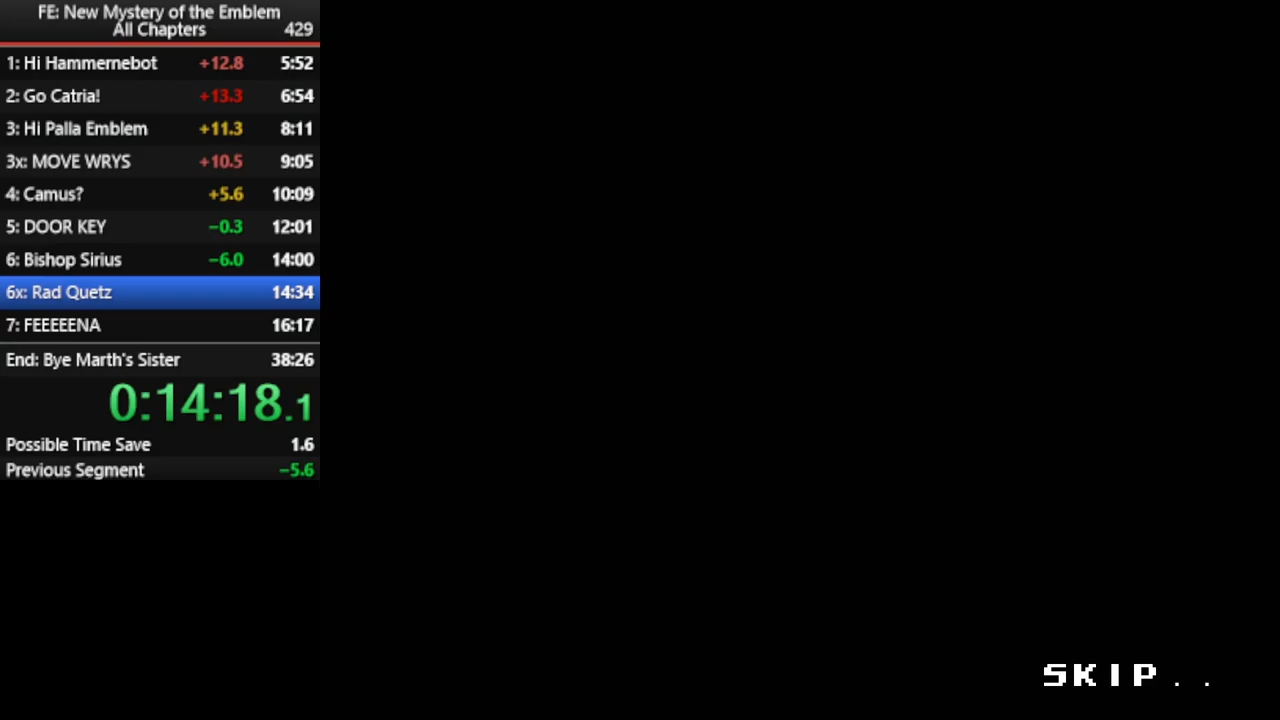 FE: New Mystery of the Emblem
All Chapters 429
1: Hi Hammernebot +12.8 5:52
2: Go Catria! +13.3 6:54
3: Hi Palla Emblem +11.3 8:11
3x: MOVE WRYS +10.5 9:05
4: Camus? +5.6 10:09
5: DOOR KEY −0.3 12:01
6: Bishop Sirius −6.0 14:00
6x: Rad Quetz 14:34
7: FEEEEENA 16:17
End: Bye Marth's Sister 38:26
0:14:18.1
Possible Time Save 1.6
Previous Segment −5.6
SKIP..